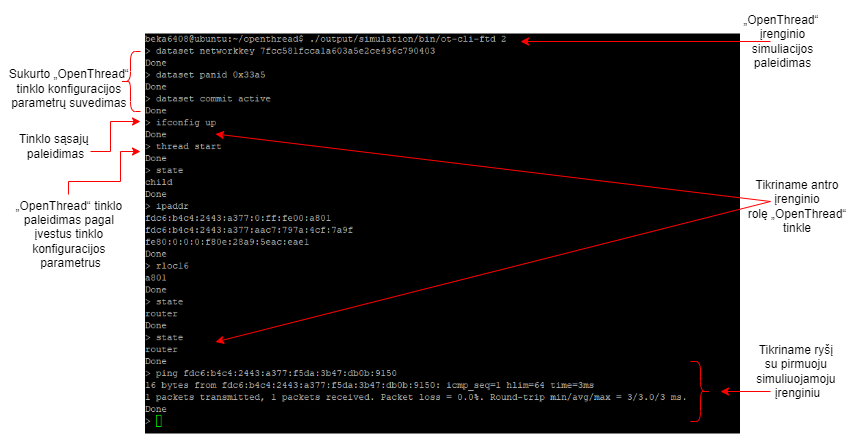 „OpenThread“
įrenginio
simuliacijos
paleidimas
Sukurto „OpenThread“
tinklo konfiguracijos
parametrų suvedimas
Tinklo sąsajų
paleidimas
„OpenThread“ tinklo
paleidimas pagal
įvestus tinklo
konfiguracijos
parametrus
beka6408@ubuntu:~/openthread$ ./output/simulation/bin/ot-cli-ftd 2
> dataset networkkey 7fcc581fccala603a5e2ce436c790403
Done
> dataset panid 0x33a5
Done
> dataset commit active
Done
> ifconfig up
Done
> thread start
Done
> state
child
Done
> ipaddr
fdc6:b4c4:2443:a377:0:ff:fe00:a801
fdc6:b4c4:2443:a377:aac7:797a:4cf:7a9f
fe80:0:0:0:f80e:28a9:5eac:eae1
Done
> rloc16
a801
Done
> state
router
Done
> state
router
Done
> ping fdc6:b4c4:2443:a377:f5da:3b47:db0b:9150
16 bytes from fdc6:b4c4:2443:a377:f5da:3b47:db0b:9150: icmp_seq=1 hlim=64 time=3ms
1 packets transmitted, 1 packets received. Packet loss = 0.0%. Round-trip min/avg/max = 3/3.0/3 ms.
Done
>
Tikriname antro
įrenginio
rolę „OpenThread“
tinkle
Tikriname ryšį
su pirmuoju
simuliuojamoju
įrenginiu